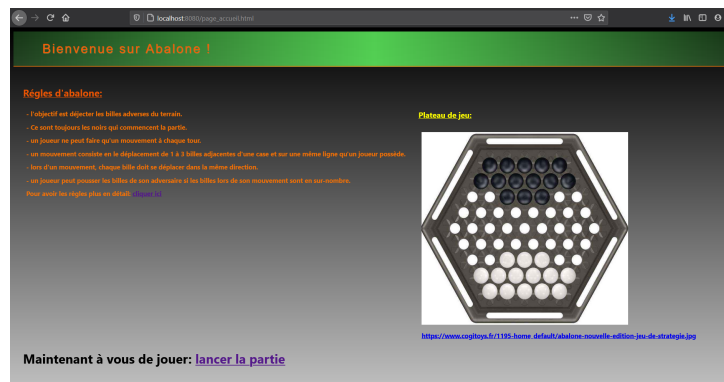 localhost:8080/page_accueil.html
Bienvenue sur Abalone !
Régles d'abalone:
- l'objectif est déjecter les billes adverses du terrain.
- Ce sont toujours les noirs qui commencent la partie.
- un joueur ne peut faire qu'un mouvement à chaque tour.
- un mouvement consiste en le déplacement de 1 à 3 billes adjacentes d'une case et sur une même ligne qu'un joueur possède.
- lors d'un mouvement, chaque bille doit se déplacer dans la même direction.
- un joueur peut pousser les billes de son adversaire si les billes lors de son mouvement sont en sur-nombre.
Pour avoir les règles plus en détail: cliquer ici
Plateau de jeu:
https://www.cogitoys.fr/1195-home_default/abalone-nouvelle-edition-jeu-de-strategie.jpg
Maintenant à vous de jouer: lancer la partie